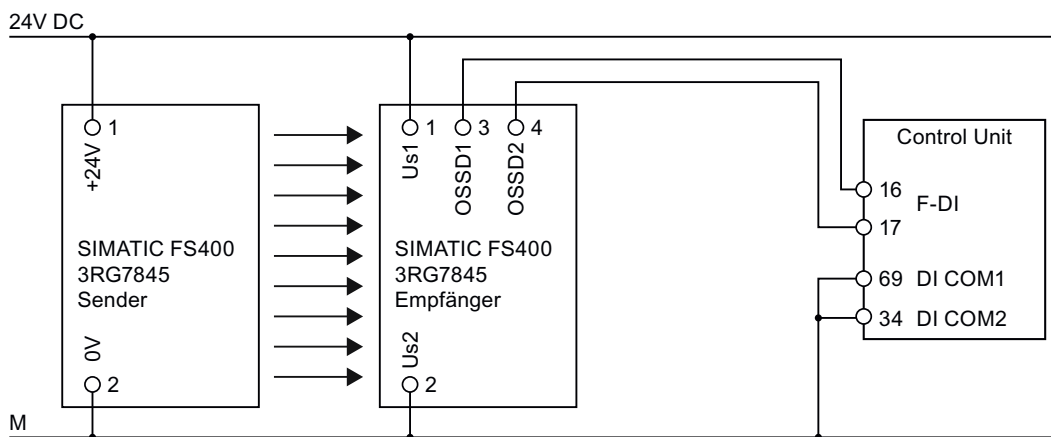 24V DC
1
+24V
SIMATIC FS400
3RG7845
Sender
0V
2
1
3
4
Us1
OSSD1
OSSD2
SIMATIC FS400
3RG7845
Empfänger
Us2
2
Control Unit
16
F-DI
17
69 DI COM1
34 DI COM2
M